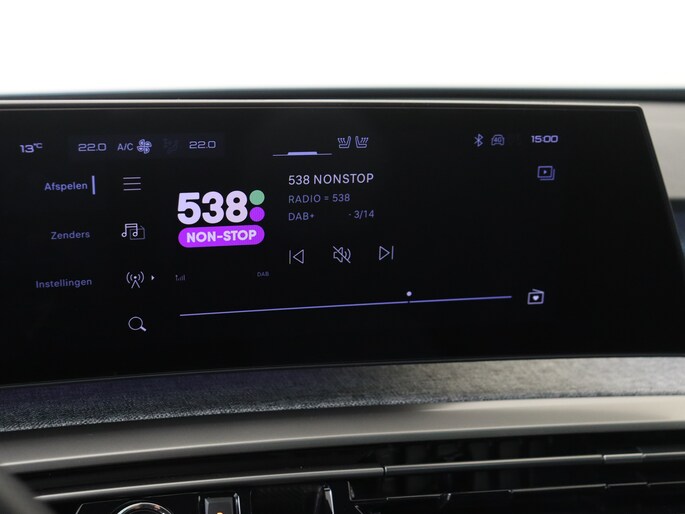 13°C 22.0 A/C 22.0 15:00
Afspelen
Zenders
Instellingen
538
NON-STOP
DAB
538 NONSTOP
RADIO = 538
DAB+ - 3/14